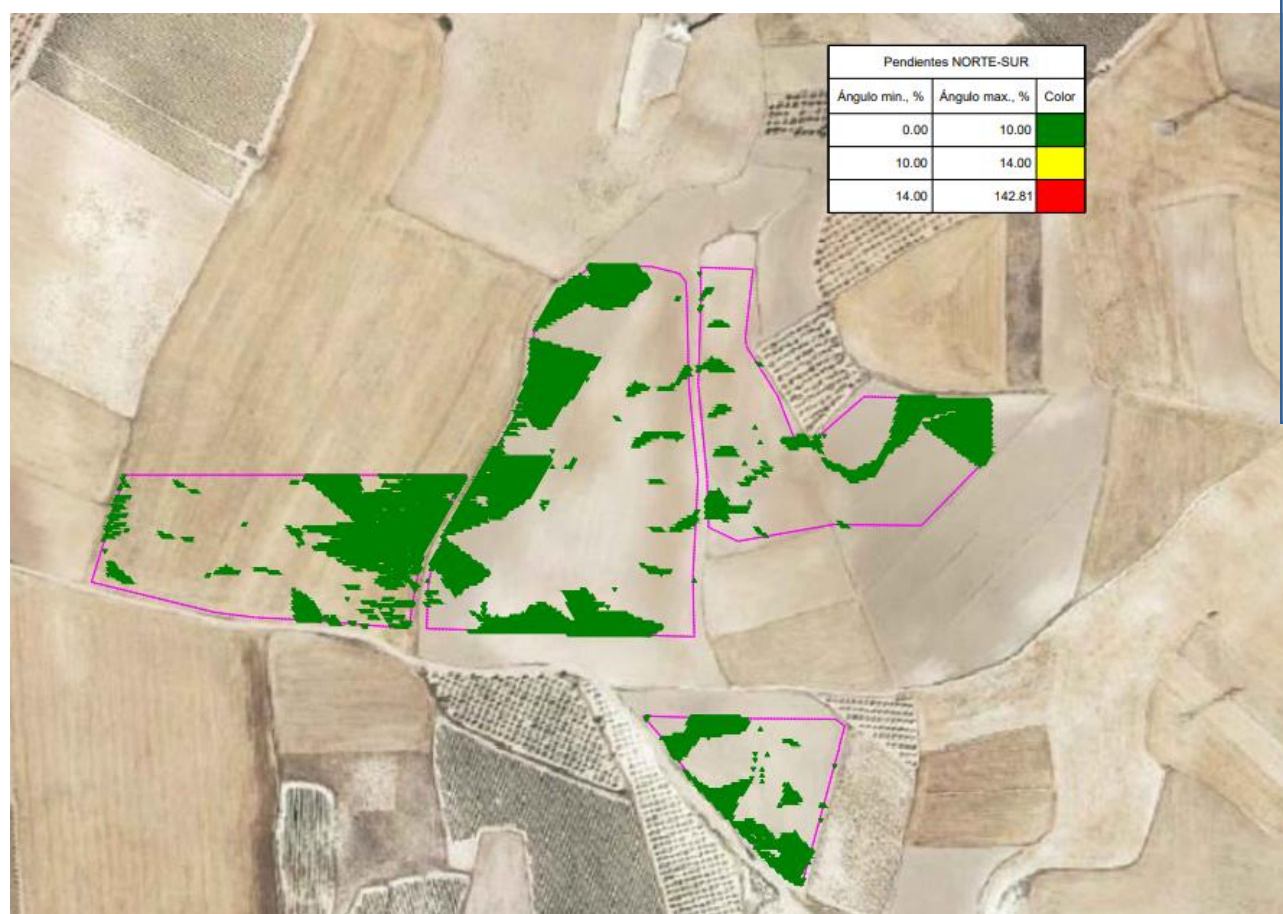 Pendientes NORTE-SUR
Ángulo min., % Ángulo max., % Color
0.00 10.00
10.00 14.00
14.00 142.81